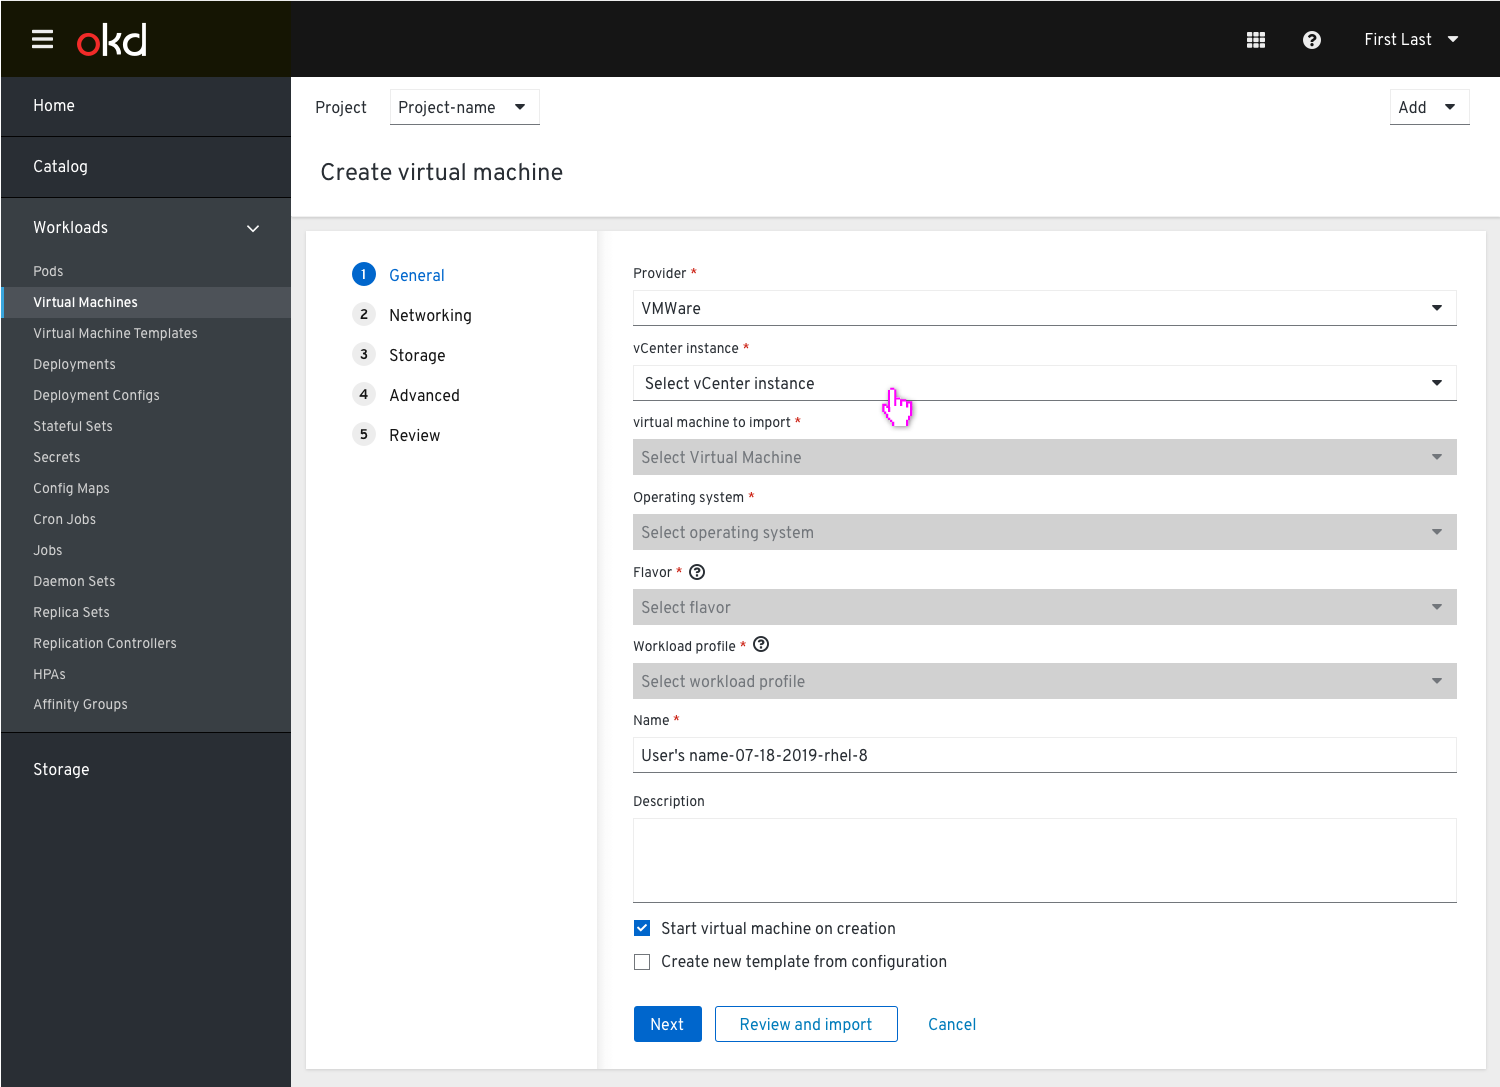 okd
First Last
Home
Catalog
Workloads
Pods
Virtual Machines
Virtual Machine Templates
Deployments
Deployment Configs
Stateful Sets
Secrets
Config Maps
Cron Jobs
Jobs
Daemon Sets
Replica Sets
Replication Controllers
HPAs
Affinity Groups
Storage
Project Project-name
Add
Create virtual machine
1 General
2 Networking
3 Storage
4 Advanced
5 Review
Provider *
VMWare
vCenter instance *
Select vCenter instance
virtual machine to import *
Select Virtual Machine
Operating system *
Select operating system
Flavor * ?
Select flavor
Workload profile * ?
Select workload profile
Name *
User's name-07-18-2019-rhel-8
Description
Start virtual machine on creation
Create new template from configuration
Next Review and import Cancel